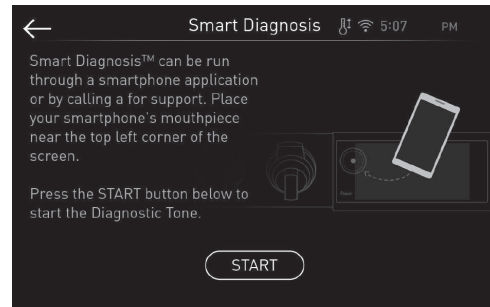 Smart Diagnosis 5:07 PM
Smart Diagnosis™ can be run
through a smartphone application
or by calling a for support. Place
your smartphone's mouthpiece
near the top left corner of the
screen.
Press the START button below to
start the Diagnostic Tone.
START